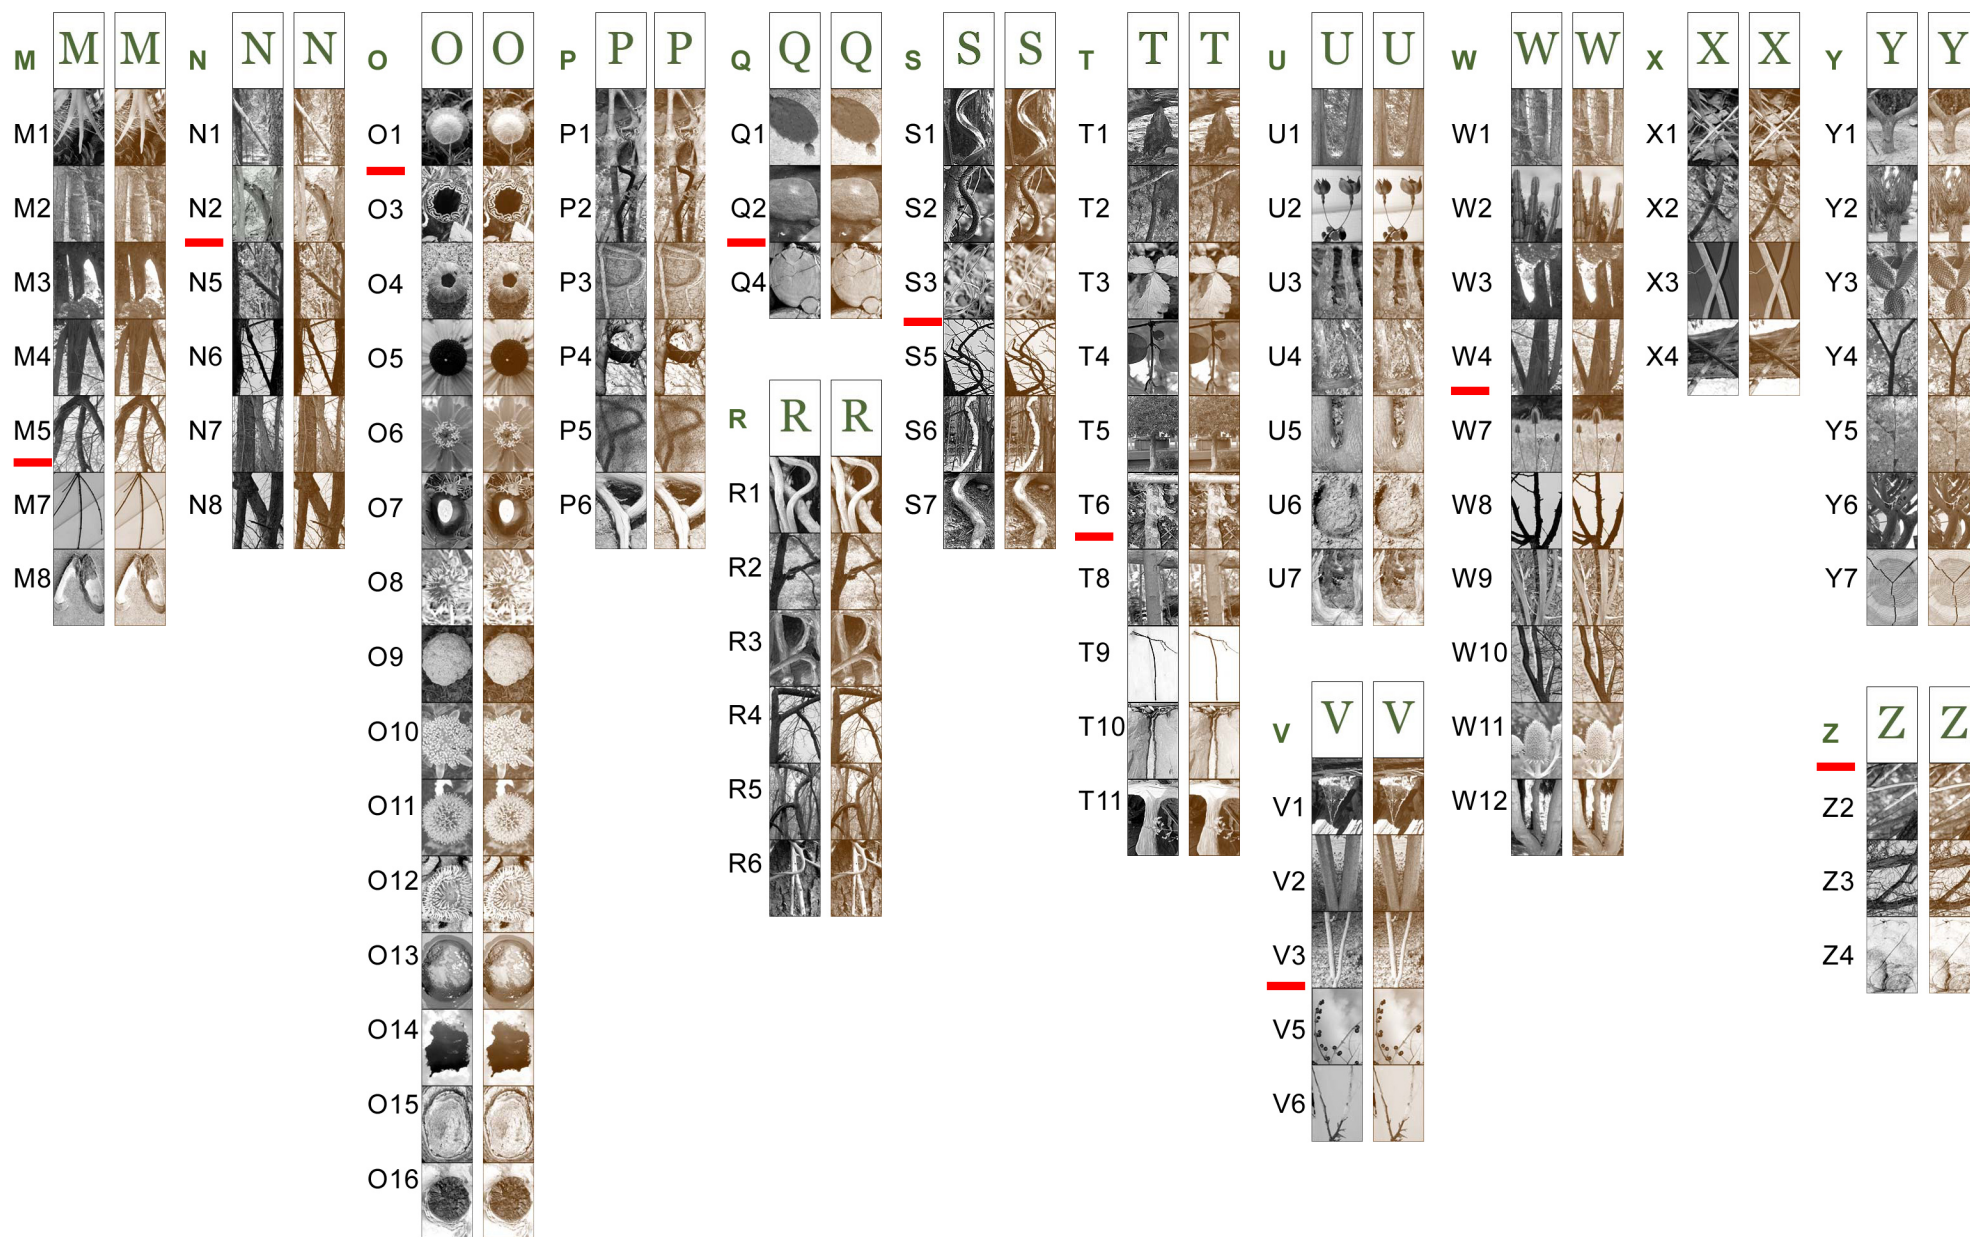 M M M N N N O O O P P P Q Q Q S S S T T T U U U W W W X X X Y Y Y
M1 N1 O1 P1 Q1 S1 T1 U1 W1 X1 Y1
M2 N2 O3 P2 Q2 S2 T2 U2 W2 X2 Y2
M3 N5 O4 P3 Q4 S3 T3 U3 W3 X3 Y3
M4 N6 O5 P4 S5 T4 U4 W4 X4 Y4
R R R
M5 N7 O6 P5 S6 T5 U5 W7 Y5
M7 N8 O7 P6 R1 S7 T6 U6 W8 Y6
M8 O8 R2 T8 U7 W9 Y7
O9 R3 T9 W10
O10 R4 T10 V V V W11 Z Z Z
O11 R5 T11 V1 W12 Z2
O12 R6 V2 Z3
O13 V3 Z4
O14 V5
O15 V6
O16